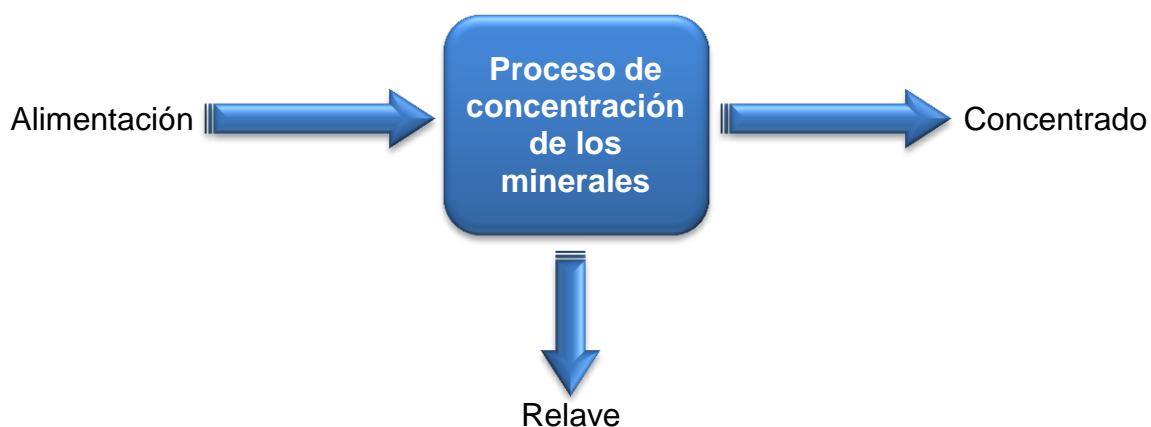 Alimentación
Proceso de
concentración
de los
minerales
Concentrado
Relave